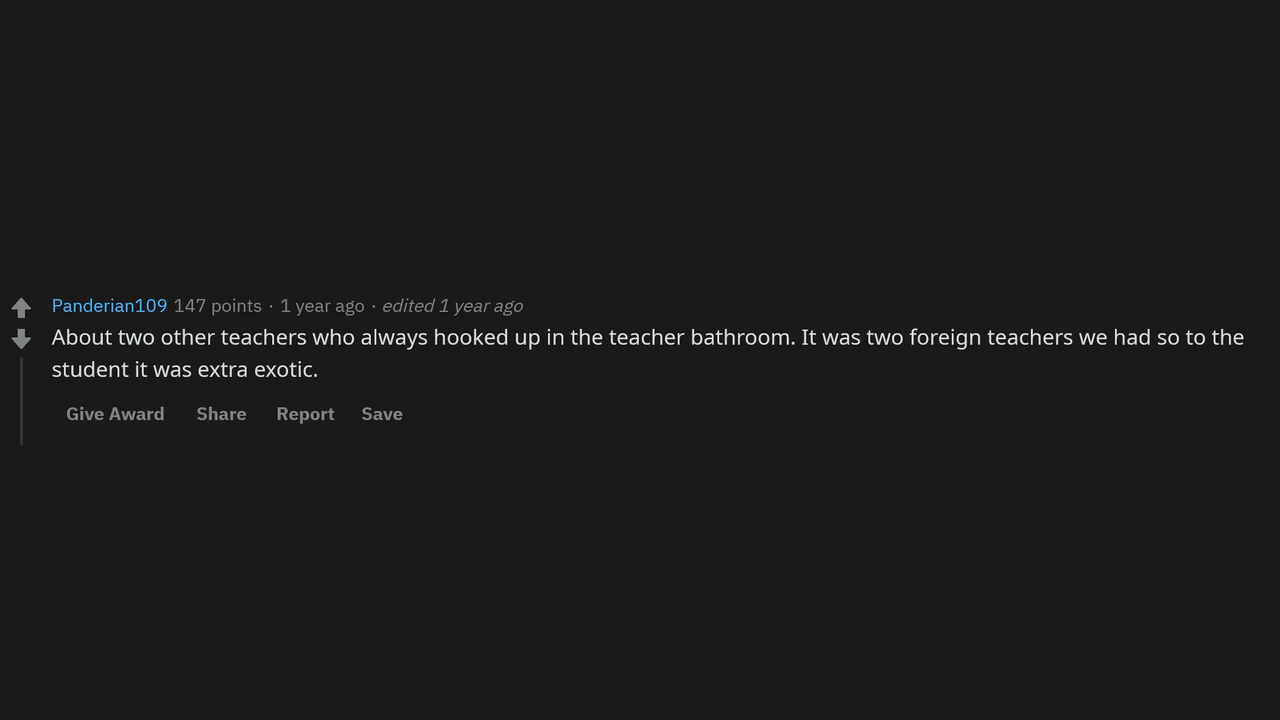 Panderian109 147 points · 1 year ago · edited 1 year ago
About two other teachers who always hooked up in the teacher bathroom. It was two foreign teachers we had so to the
student it was extra exotic.
Give Award Share Report Save